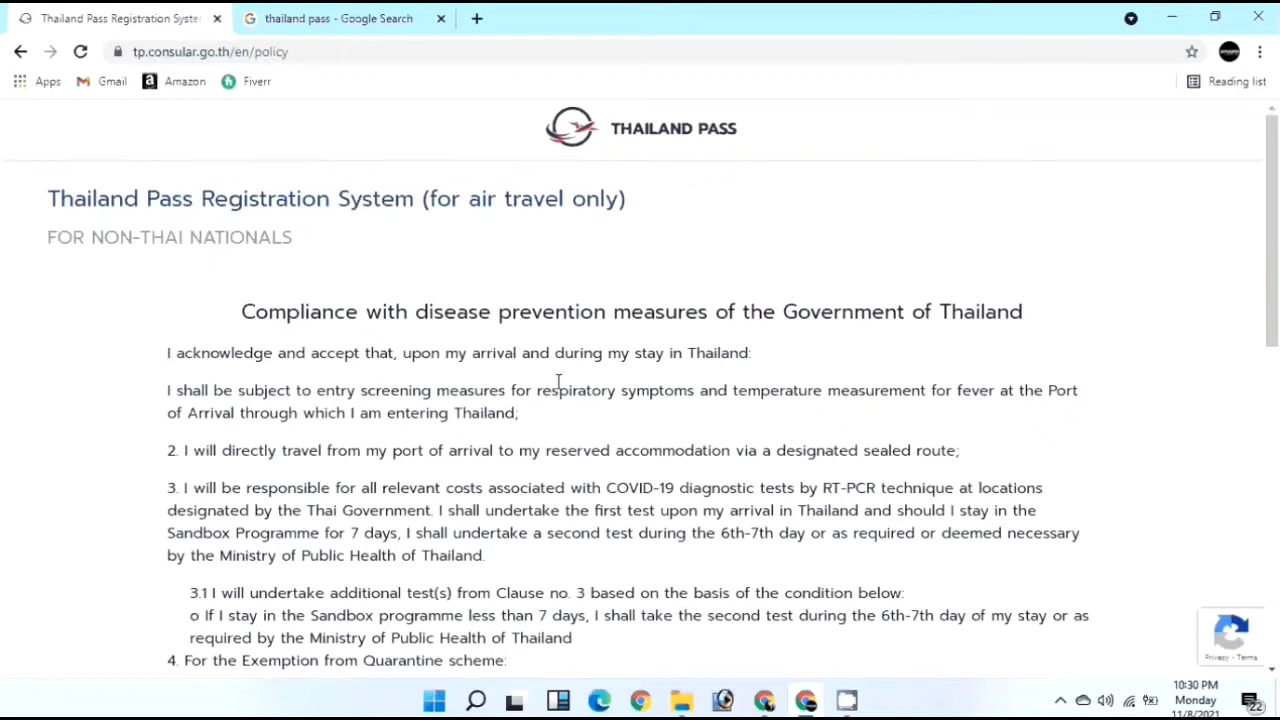 Thailand Pass Registration Syste
thailand pass - Google Search
tp.consular.go.th/en/policy
Apps
Gmail
Amazon
Fiverr
Reading list
THAILAND PASS
Thailand Pass Registration System (for air travel only)
FOR NON-THAI NATIONALS
Compliance with disease prevention measures of the Government of Thailand
I acknowledge and accept that, upon my arrival and during my stay in Thailand:
I shall be subject to entry screening measures for respiratory symptoms and temperature measurement for fever at the Port
of Arrival through which I am entering Thailand;
2. I will directly travel from my port of arrival to my reserved accommodation via a designated sealed route;
3. I will be responsible for all relevant costs associated with COVID-19 diagnostic tests by RT-PCR technique at locations
designated by the Thai Government. I shall undertake the first test upon my arrival in Thailand and should I stay in the
Sandbox Programme for 7 days, I shall undertake a second test during the 6th-7th day or as required or deemed necessary
by the Ministry of Public Health of Thailand.
3.1 I will undertake additional test(s) from Clause no. 3 based on the basis of the condition below:
o If I stay in the Sandbox programme less than 7 days, I shall take the second test during the 6th-7th day of my stay or as
required by the Ministry of Public Health of Thailand
4. For the Exemption from Quarantine scheme:
Privacy - Terms
10:30 PM
Monday
11/8/2021
22